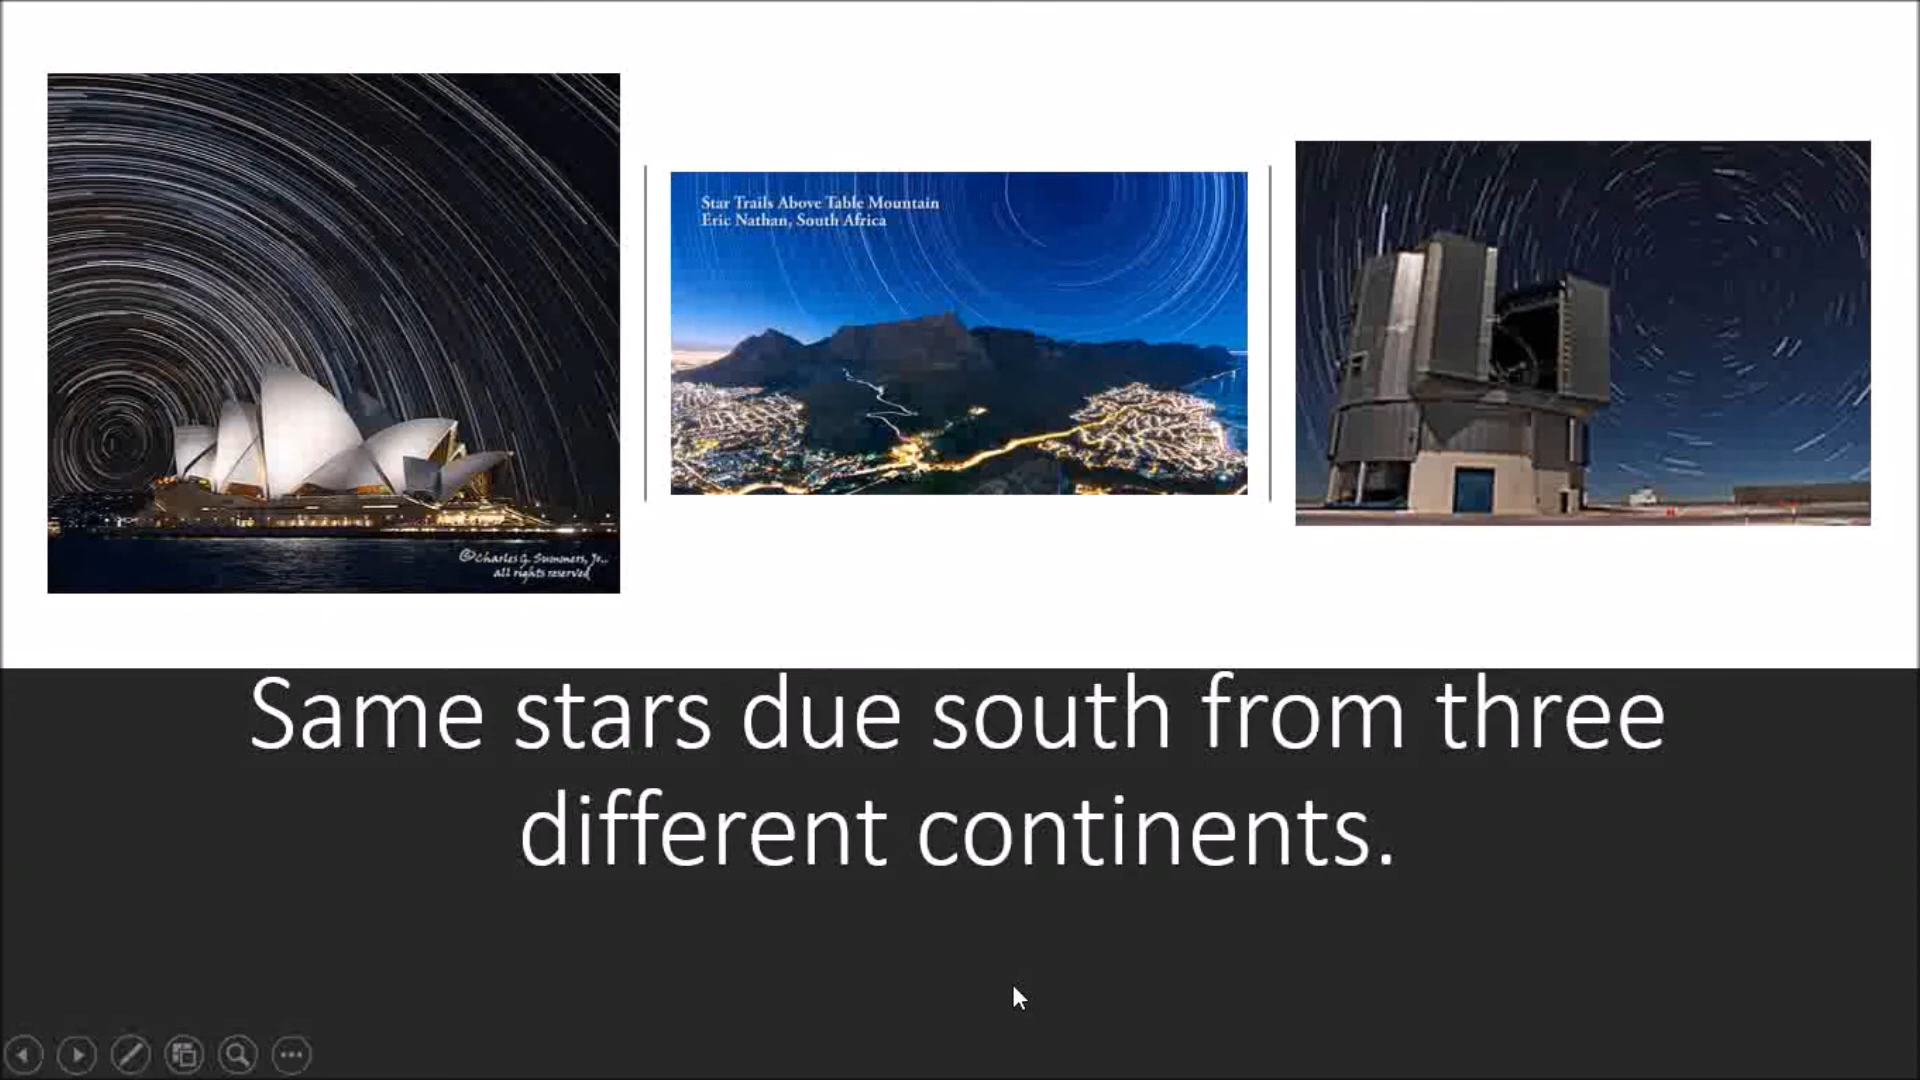 Star Trails Above Table Mountain
Eric Nathan, South Africa
©Charles G. Summers, Jr.,
all rights reserved
Same stars due south from three
different continents.